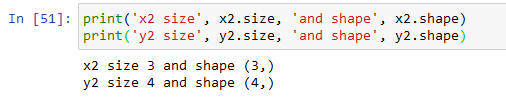 In [51]: print('x2 size', x2.size, 'and shape', x2.shape)
print('y2 size', y2.size, 'and shape', y2.shape)
x2 size 3 and shape (3,)
y2 size 4 and shape (4,)